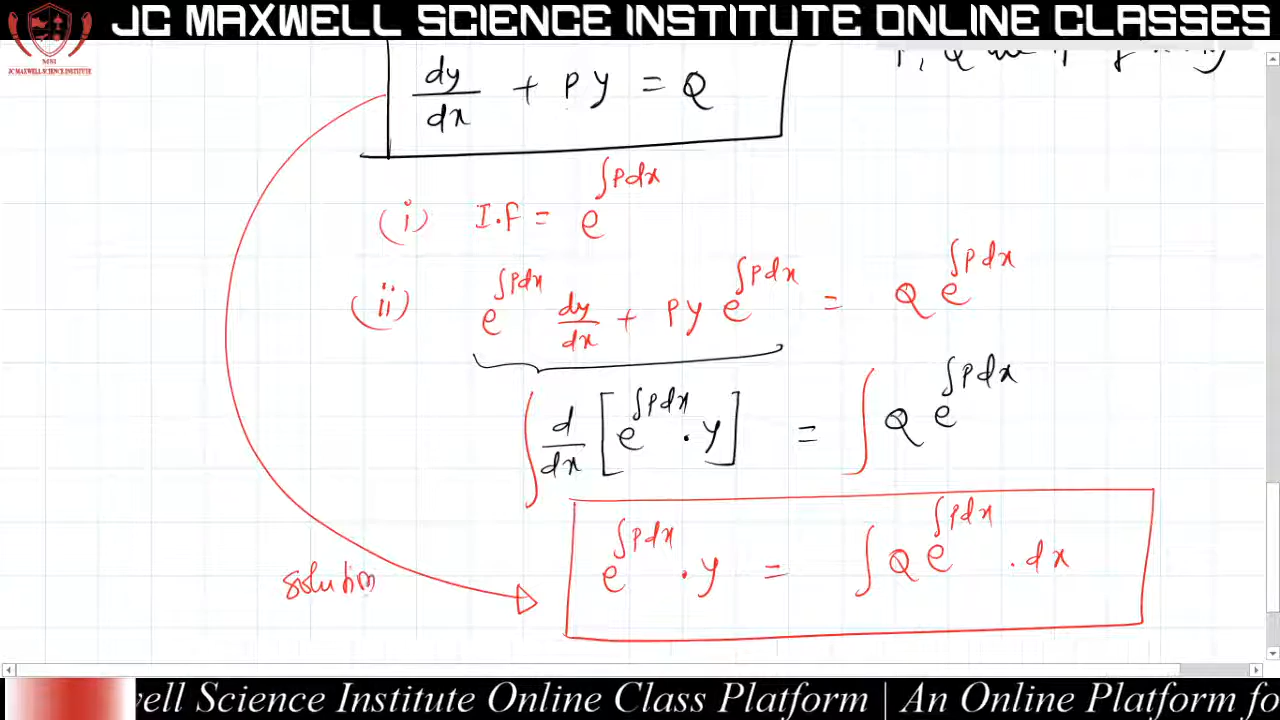 JC MAXWELL SCIENCE INSTITUTE ONLINE CLASSES
MSI
JC MAXWELL SCIENCE INSTITUTE
P, Q
dy/dx + Py = Q
(i) I.F = e^∫Pdx
(ii) e^∫Pdx dy/dx + Py e^∫Pdx = Q e^∫Pdx
∫ d/dx [e^∫Pdx . y] = ∫ Q e^∫Pdx
e^∫Pdx . y = ∫ Q e^∫Pdx . dx
solution
well Science Institute Online Class Platform | An Online Platform fo